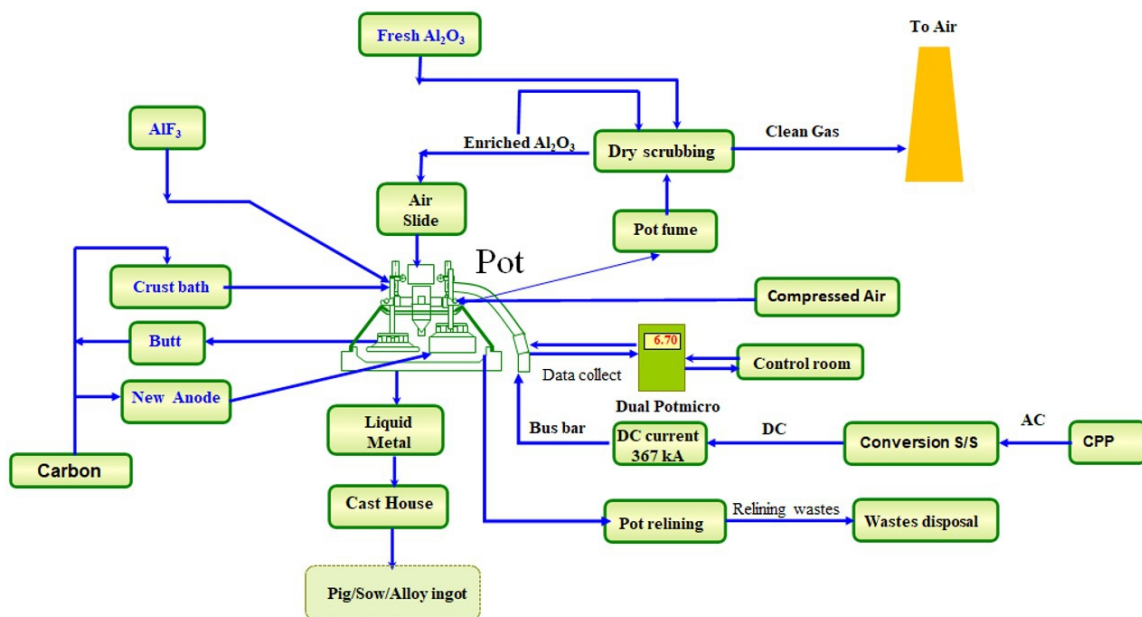 To Air
Fresh Al₂O₃
AlF₃
Clean Gas
Enriched Al₂O₃
Dry scrubbing
Air
Slide
Pot fume
Pot
Crust bath
Compressed Air
6.70
Butt
Control room
Data collect
New Anode
Dual Potmicro
Liquid
Metal
Bus bar
DC current
367 kA
DC
Conversion S/S
AC
CPP
Carbon
Cast House
Pot relining
Relining wastes
Wastes disposal
Pig/Sow/Alloy ingot